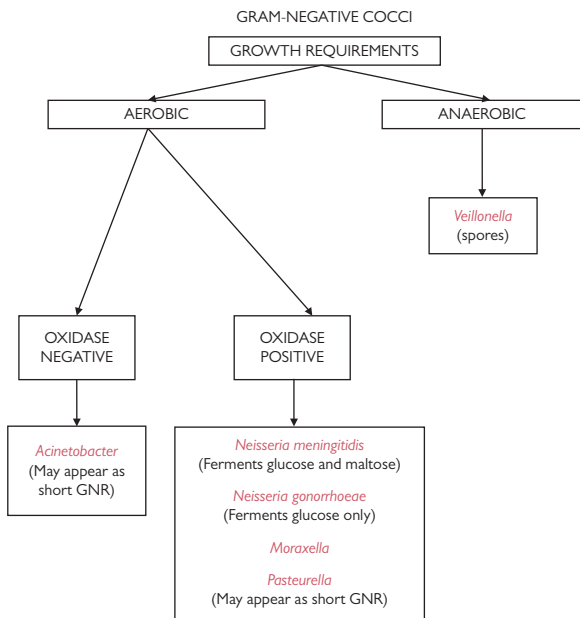 GRAM-NEGATIVE COCCI
GROWTH REQUIREMENTS
AEROBIC
ANAEROBIC
Veillonella
(spores)
OXIDASE
NEGATIVE
OXIDASE
POSITIVE
Acinetobacter
(May appear as
short GNR)
Neisseria meningitidis
(Ferments glucose and maltose)
Neisseria gonorrhoeae
(Ferments glucose only)
Moraxella
Pasteurella
(May appear as short GNR)